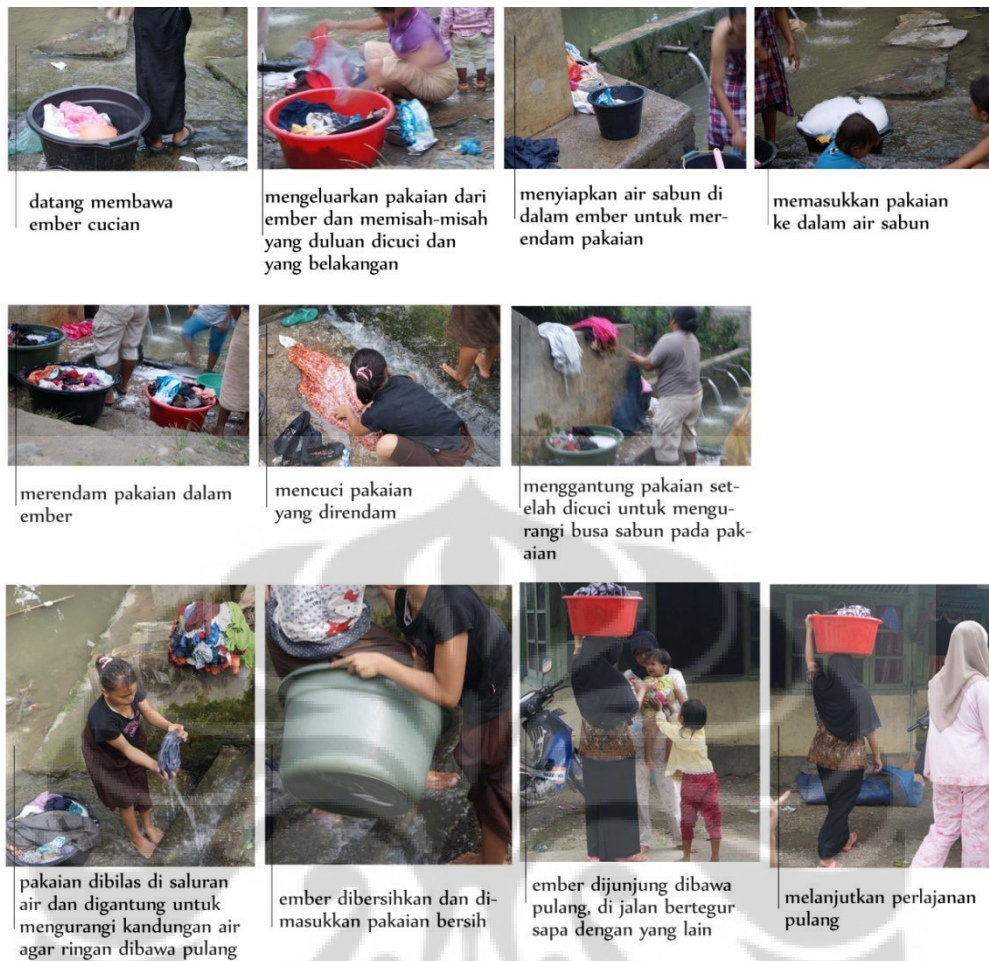 datang membawa
ember cucian
mengeluarkan pakaian dari
ember dan memisah-misah
yang duluan dicuci dan
yang belakangan
menyiapkan air sabun di
dalam ember untuk mer-
endam pakaian
memasukkan pakaian
ke dalam air sabun
merendam pakaian dalam
ember
mencuci pakaian
yang direndam
menggantung pakaian set-
elah dicuci untuk mengu-
rangi busa sabun pada pak-
aian
pakaian dibilas di saluran
air dan digantung untuk
mengurangi kandungan air
agar ringan dibawa pulang
ember dibersihkan dan di-
masukkan pakaian bersih
ember dijunjung dibawa
pulang, di jalan bertegur
sapa dengan yang lain
melanjutkan perlajanan
pulang